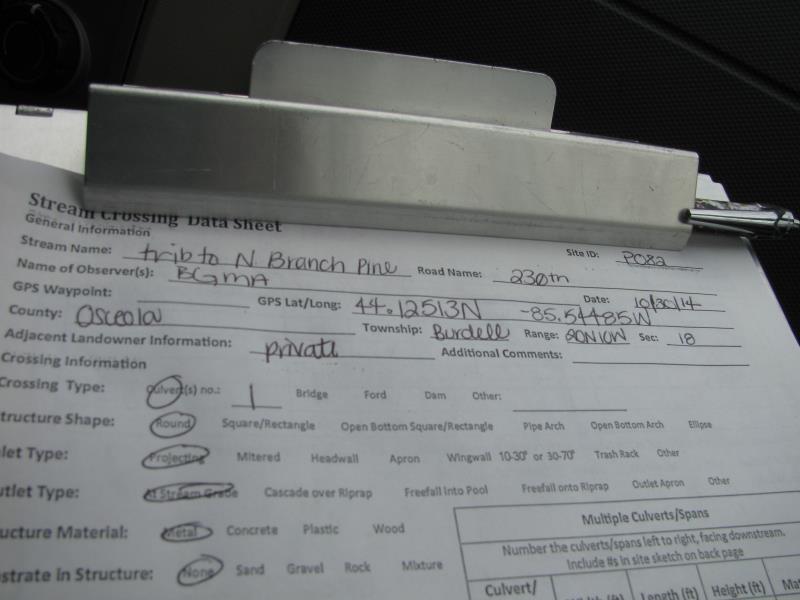 Stream Crossing Data Sheet
General Information
Stream Name: trib to N Branch Pine Road Name: 230th Site ID: PO82
Name of Observer(s): BGMA Date: 10/30/14
GPS Waypoint: GPS Lat/Long: 44.12513N -85.54485W
County: Osceola Township: Burdell Range: 20N10W Sec: 18
Adjacent Landowner Information: private Additional Comments:
Crossing Information
Crossing Type: Culvert(s) no.: 1 Bridge Ford Dam Other:
tructure Shape: Round Square/Rectangle Open Bottom Square/Rectangle Pipe Arch Open Bottom Arch Ellipse
let Type: Projecting Mitered Headwall Apron Wingwall 10-30° or 30-70° Trash Rack Other
utlet Type: At Stream Grade Cascade over Riprap Freefall into Pool Freefall onto Riprap Outlet Apron Other
ucture Material: Metal Concrete Plastic Wood
strate in Structure: None Sand Gravel Rock Mixture
Multiple Culverts/Spans
Number the culverts/spans left to right, facing downstream.
Include #s in site sketch on back page
Culvert/ Width (ft) Length (ft) Height (ft) Mat